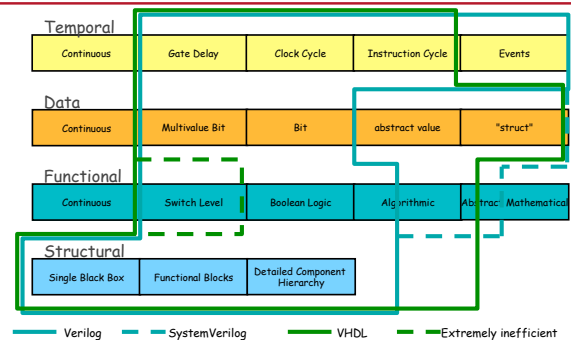 Temporal
Continuous Gate Delay Clock Cycle Instruction Cycle Events
Data
Continuous Multivalue Bit Bit abstract value "struct"
Functional
Continuous Switch Level Boolean Logic Algorithmic Abstract Mathematical
Structural
Single Black Box Functional Blocks Detailed Component
Hierarchy
Verilog SystemVerilog VHDL Extremely inefficient